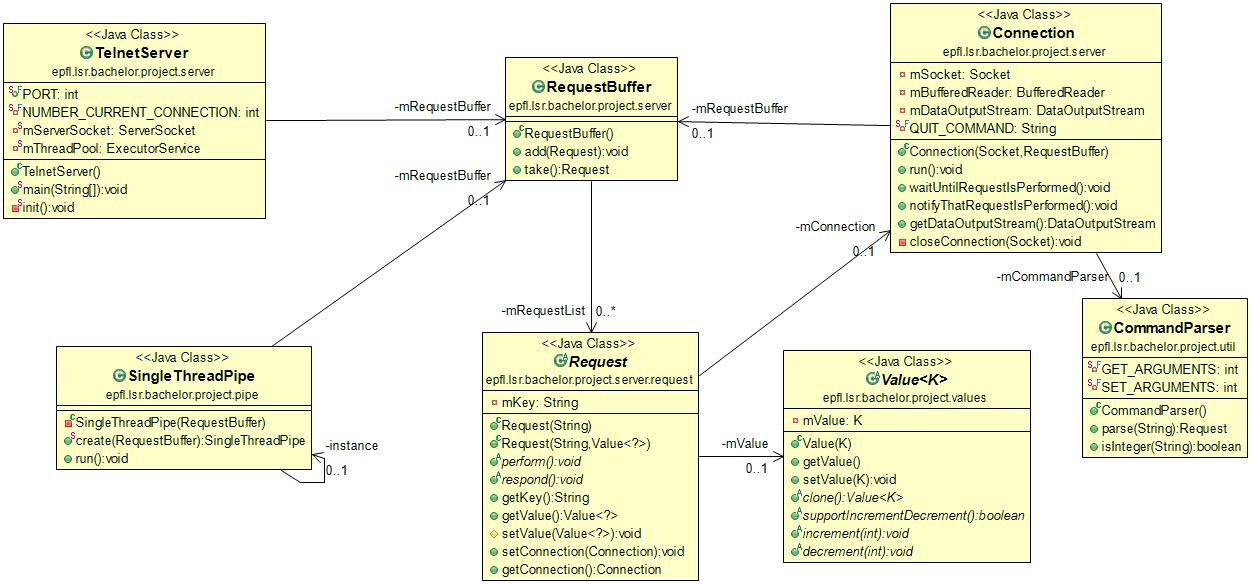 <<Java Class>>
TelnetServer
epfl.lsr.bachelor.project.server
PORT: int
NUMBER_CURRENT_CONNECTION: int
mServerSocket: ServerSocket
mThreadPool: ExecutorService
TelnetServer()
main(String[]):void
init():void
-mRequestBuffer
0..1
<<Java Class>>
RequestBuffer
epfl.lsr.bachelor.project.server
RequestBuffer()
add(Request):void
take():Request
-mRequestBuffer
0..1
<<Java Class>>
Connection
epfl.lsr.bachelor.project.server
mSocket: Socket
mBufferedReader: BufferedReader
mDataOutputStream: DataOutputStream
QUIT_COMMAND: String
Connection(Socket,RequestBuffer)
run():void
waitUntilRequestIsPerformed():void
notifyThatRequestIsPerformed():void
getDataOutputStream():DataOutputStream
closeConnection(Socket):void
-mRequestBuffer
0..1
-mConnection
0..1
-mCommandParser
0..1
<<Java Class>>
CommandParser
epfl.lsr.bachelor.project.util
GET_ARGUMENTS: int
SET_ARGUMENTS: int
CommandParser()
parse(String):Request
isInteger(String):boolean
-mRequestList
0..*
<<Java Class>>
SingleThreadPipe
epfl.lsr.bachelor.project.pipe
SingleThreadPipe(RequestBuffer)
create(RequestBuffer):SingleThreadPipe
run():void
-instance
0..1
<<Java Class>>
Request
epfl.lsr.bachelor.project.server.request
mKey: String
Request(String)
Request(String,Value<?>)
perform():void
respond():void
getKey():String
getValue():Value<?>
setValue(Value<?>):void
setConnection(Connection):void
getConnection():Connection
-mValue
0..1
<<Java Class>>
Value<K>
epfl.lsr.bachelor.project.values
mValue: K
Value(K)
getValue()
setValue(K):void
clone():Value<K>
supportIncrementDecrement():boolean
increment(int):void
decrement(int):void